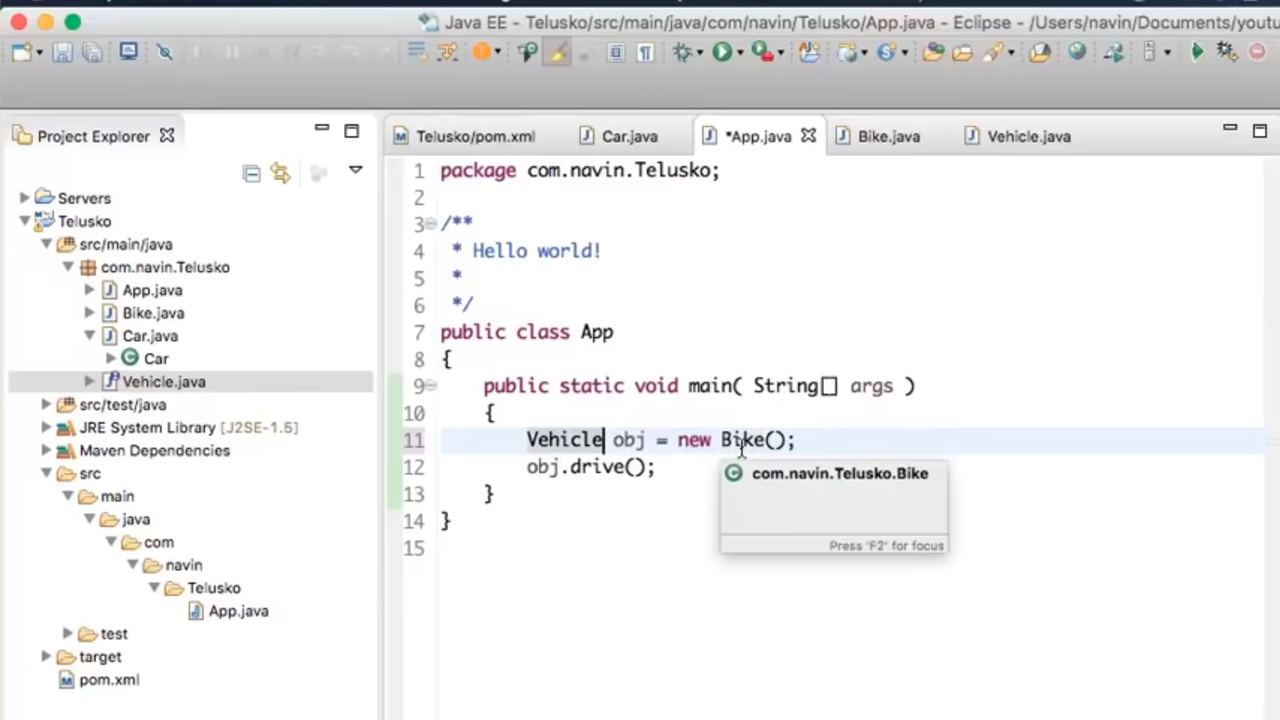 Java EE - Telusko/src/main/java/com/navin/Telusko/App.java - Eclipse - /Users/navin/Documents/youtu
Project Explorer
Servers
Telusko
src/main/java
com.navin.Telusko
App.java
Bike.java
Car.java
Car
Vehicle.java
src/test/java
JRE System Library [J2SE-1.5]
Maven Dependencies
src
main
java
com
navin
Telusko
App.java
test
target
pom.xml
Telusko/pom.xml Car.java *App.java Bike.java Vehicle.java
1 package com.navin.Telusko;
2
3 /**
4 * Hello world!
5 *
6 */
7 public class App
8 {
9 public static void main( String[] args )
10 {
11 Vehicle obj = new Bike();
12 obj.drive();
13 }
14 }
15
com.navin.Telusko.Bike
Press 'F2' for focus